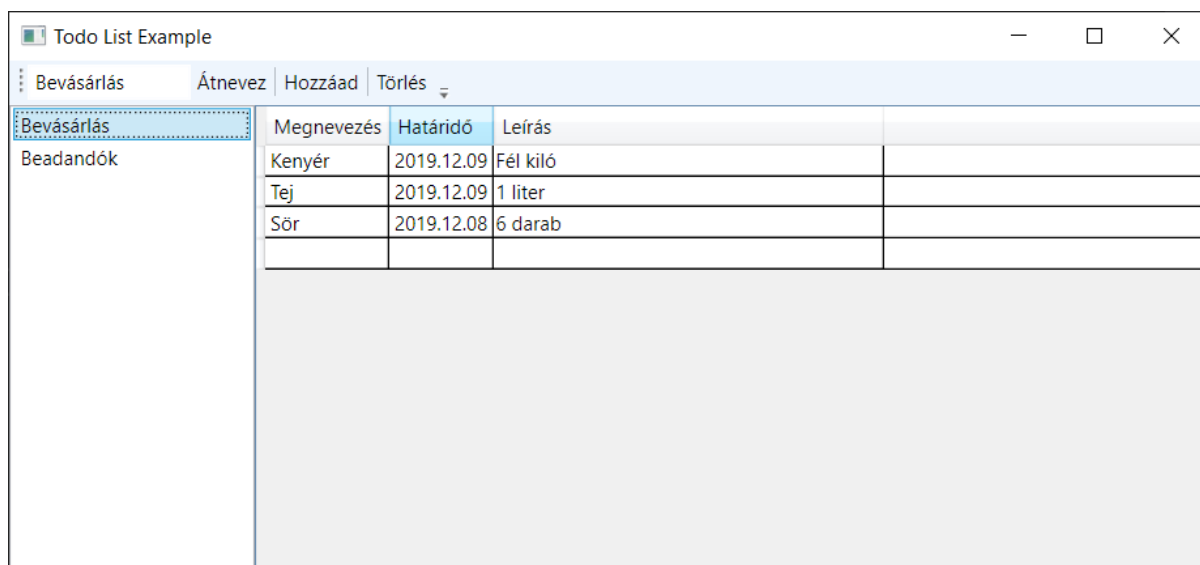 Todo List Example
Bevásárlás Átnevez Hozzáad Törlés
Bevásárlás
Beadandók
Megnevezés Határidő Leírás
Kenyér 2019.12.09 Fél kiló
Tej 2019.12.09 1 liter
Sör 2019.12.08 6 darab